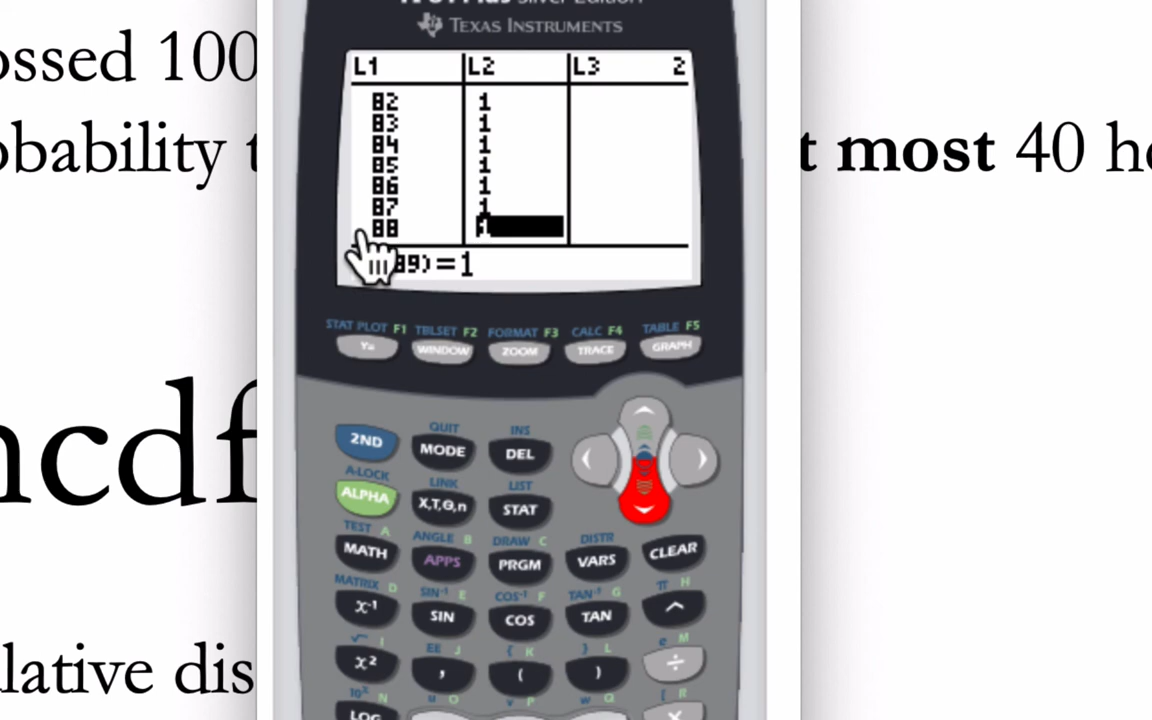 ossed 100
obability t
t most 40 h
ncdf
lative dis
TEXAS INSTRUMENTS
L1 L2 L3 2
82 1
83 1
84 1
85 1
86 1
87 1
88
89)=1
STAT PLOT F1 TBLSET F2 FORMAT F3 CALC F4 TABLE F5
Y= WINDOW ZOOM TRACE GRAPH
QUIT INS
2ND MODE DEL
A-LOCK LINK LIST
ALPHA X,T,θ,n STAT
TEST A ANGLE B DRAW C DISTR
MATH APPS PRGM VARS CLEAR
MATRIX D SIN-1 E COS-1 F TAN-1 G π H
x-1 SIN COS TAN ^
√ I EE J { K } L e M
x² , ( ) ÷
10x N u O v P w Q [ R
LOG ×